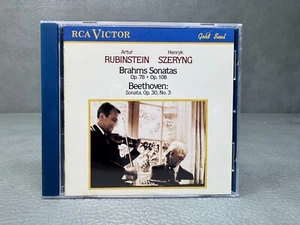 RCA VICTOR
Gold Seal
Artur Henryk
RUBINSTEIN SZERYNG
Brahms Sonatas
Op. 78 • Op. 108
Beethoven:
Sonata, Op. 30, No. 3